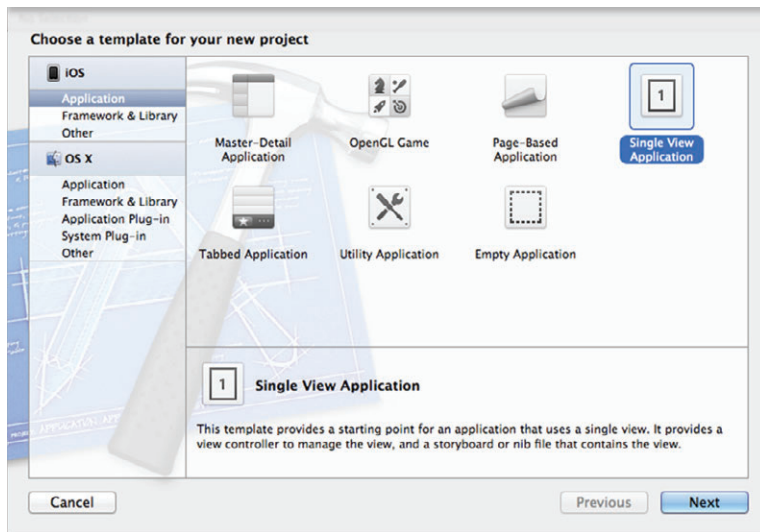 Choose a template for your new project
iOS
Application
Framework & Library
Other
OS X
Application
Framework & Library
Application Plug-in
System Plug-in
Other
Master-Detail
Application
OpenGL Game
Page-Based
Application
1
Single View
Application
Tabbed Application
Utility Application
Empty Application
1
Single View Application
This template provides a starting point for an application that uses a single view. It provides a
view controller to manage the view, and a storyboard or nib file that contains the view.
Cancel
Previous
Next